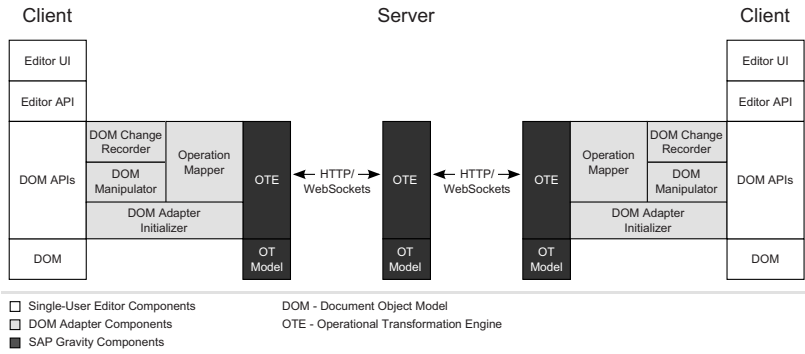 Client
Server
Client
Editor UI
Editor API
DOM APIs
DOM
DOM Change
Recorder
DOM
Manipulator
Operation
Mapper
DOM Adapter
Initializer
OTE
OT
Model
HTTP/
WebSockets
OTE
OT
Model
HTTP/
WebSockets
OTE
OT
Model
Operation
Mapper
DOM Change
Recorder
DOM
Manipulator
DOM Adapter
Initializer
Editor UI
Editor API
DOM APIs
DOM
Single-User Editor Components
DOM Adapter Components
SAP Gravity Components
DOM - Document Object Model
OTE - Operational Transformation Engine